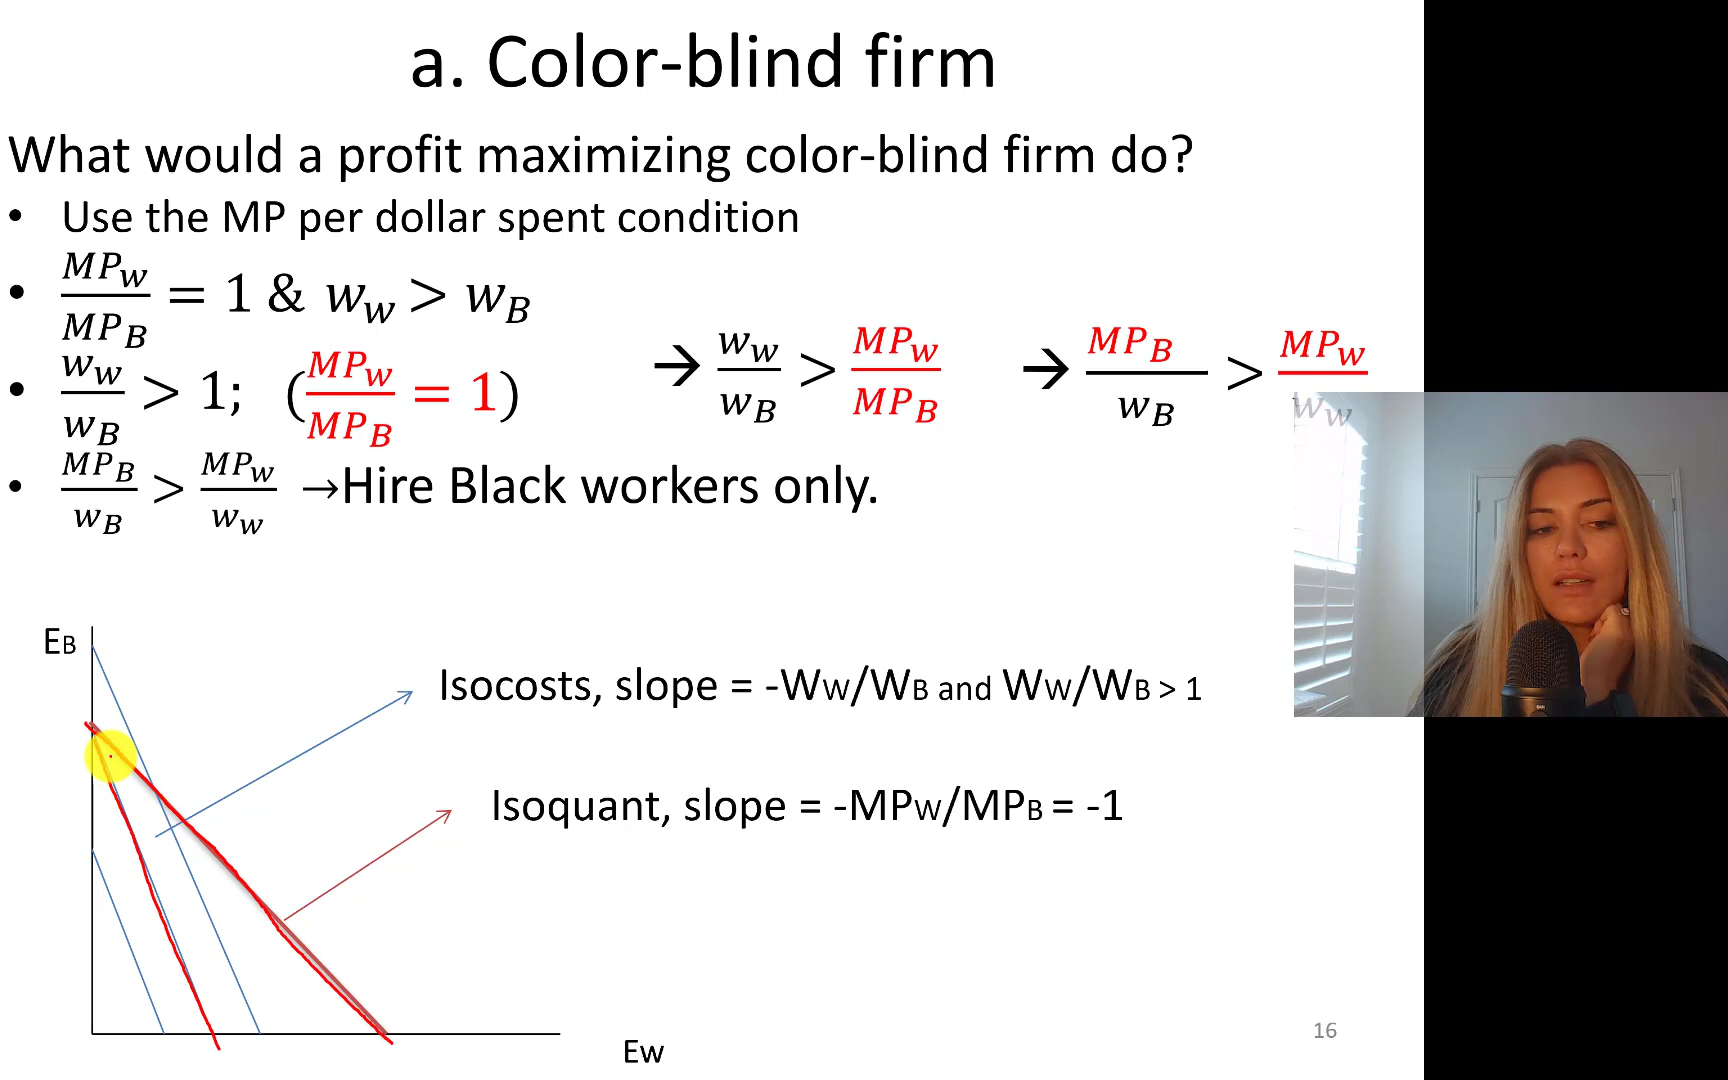 a. Color-blind firm
What would a profit maximizing color-blind firm do?
• Use the MP per dollar spent condition
• MP_w/MP_B = 1 & w_w > w_B
• w_w/w_B > 1; (MP_w/MP_B = 1) → w_w/w_B > MP_w/MP_B → MP_B/w_B > MP_w/w_w
• MP_B/w_B > MP_w/w_w →Hire Black workers only.
EB
Isocosts, slope = -WW/WB and WW/WB > 1
Isoquant, slope = -MPW/MPB = -1
16
Ew